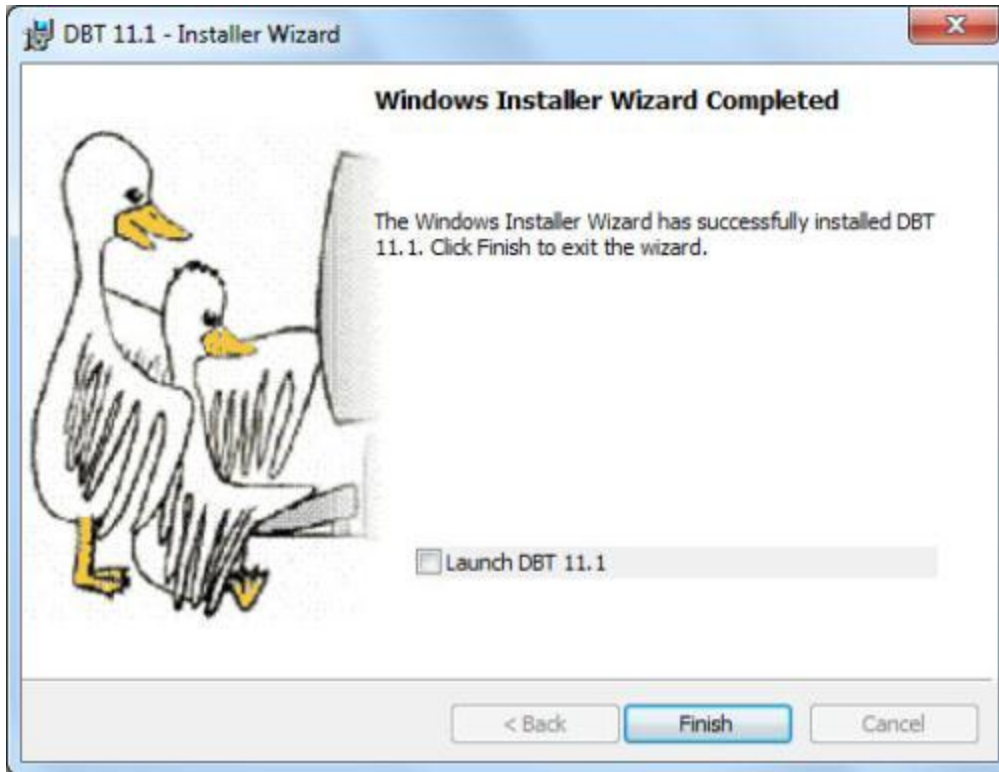 DBT 11.1 - Installer Wizard
Windows Installer Wizard Completed
The Windows Installer Wizard has successfully installed DBT
11.1. Click Finish to exit the wizard.
Launch DBT 11.1
< Back
Finish
Cancel